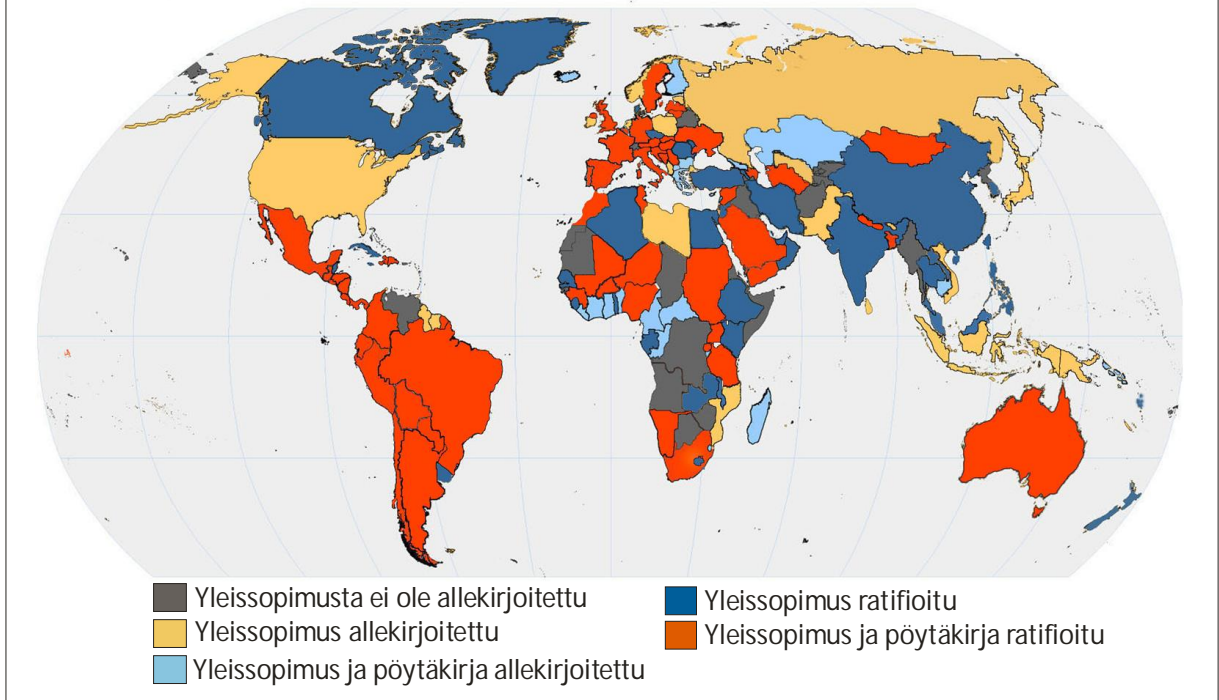 Yleissopimusta ei ole allekirjoitettu
Yleissopimus allekirjoitettu
Yleissopimus ja pöytäkirja allekirjoitettu
Yleissopimus ratifioitu
Yleissopimus ja pöytäkirja ratifioitu